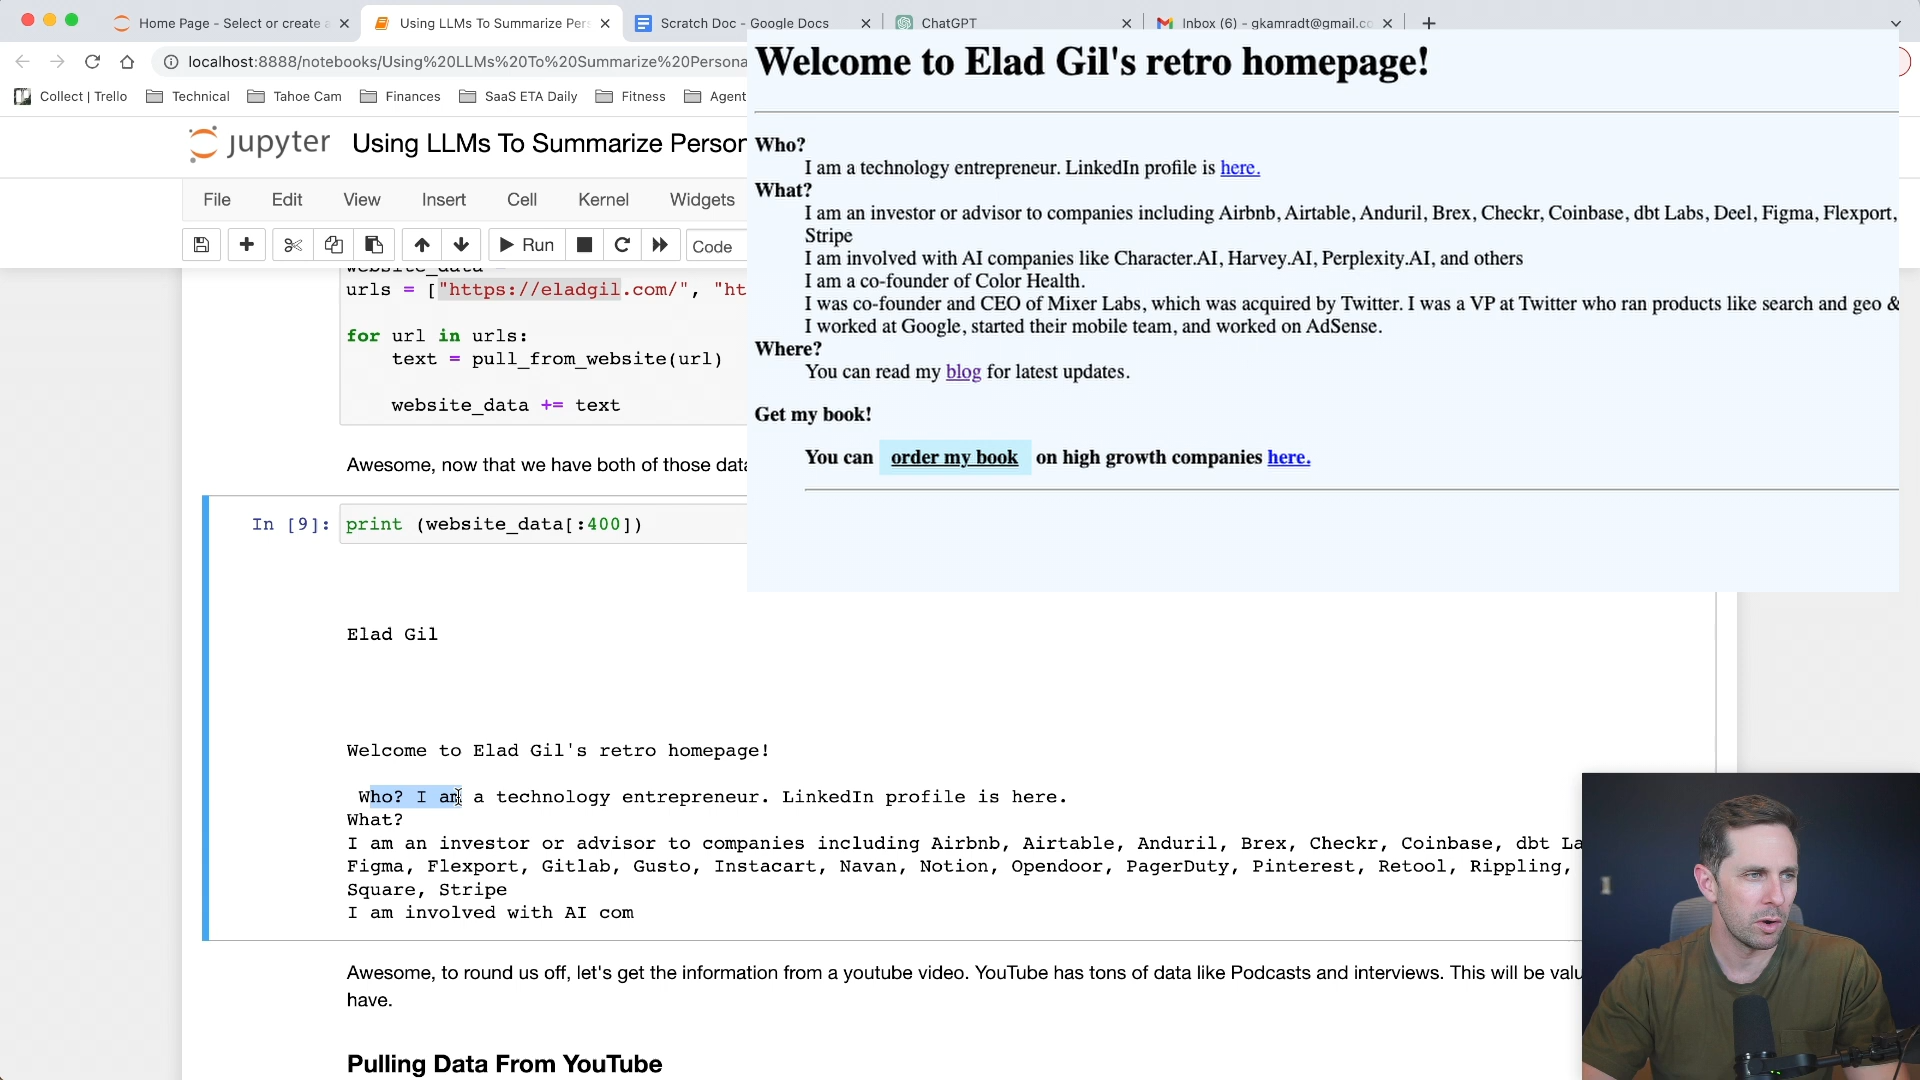 Home Page - Select or create a
Using LLMs To Summarize Pers
Scratch Doc - Google Docs
ChatGPT
Inbox (6) - gkamradt@gmail.co
localhost:8888/notebooks/Using%20LLMs%20To%20Summarize%20Persona
Collect | Trello
Technical
Tahoe Cam
Finances
SaaS ETA Daily
Fitness
Agent
jupyter
Using LLMs To Summarize Person
File
Edit
View
Insert
Cell
Kernel
Widgets
Run
Code
website_data =
urls = ["https://eladgil.com/", "ht
for url in urls:
text = pull_from_website(url)
website_data += text
Awesome, now that we have both of those data
In [9]:
print (website_data[:400])
Elad Gil
Welcome to Elad Gil's retro homepage!
Who? I am a technology entrepreneur. LinkedIn profile is here.
What?
I am an investor or advisor to companies including Airbnb, Airtable, Anduril, Brex, Checkr, Coinbase, dbt La
Figma, Flexport, Gitlab, Gusto, Instacart, Navan, Notion, Opendoor, PagerDuty, Pinterest, Retool, Rippling,
Square, Stripe
I am involved with AI com
Awesome, to round us off, let's get the information from a youtube video. YouTube has tons of data like Podcasts and interviews. This will be valu
have.
Pulling Data From YouTube
Welcome to Elad Gil's retro homepage!
Who?
I am a technology entrepreneur. LinkedIn profile is here.
What?
I am an investor or advisor to companies including Airbnb, Airtable, Anduril, Brex, Checkr, Coinbase, dbt Labs, Deel, Figma, Flexport,
Stripe
I am involved with AI companies like Character.AI, Harvey.AI, Perplexity.AI, and others
I am a co-founder of Color Health.
I was co-founder and CEO of Mixer Labs, which was acquired by Twitter. I was a VP at Twitter who ran products like search and geo &
I worked at Google, started their mobile team, and worked on AdSense.
Where?
You can read my blog for latest updates.
Get my book!
You can order my book on high growth companies here.